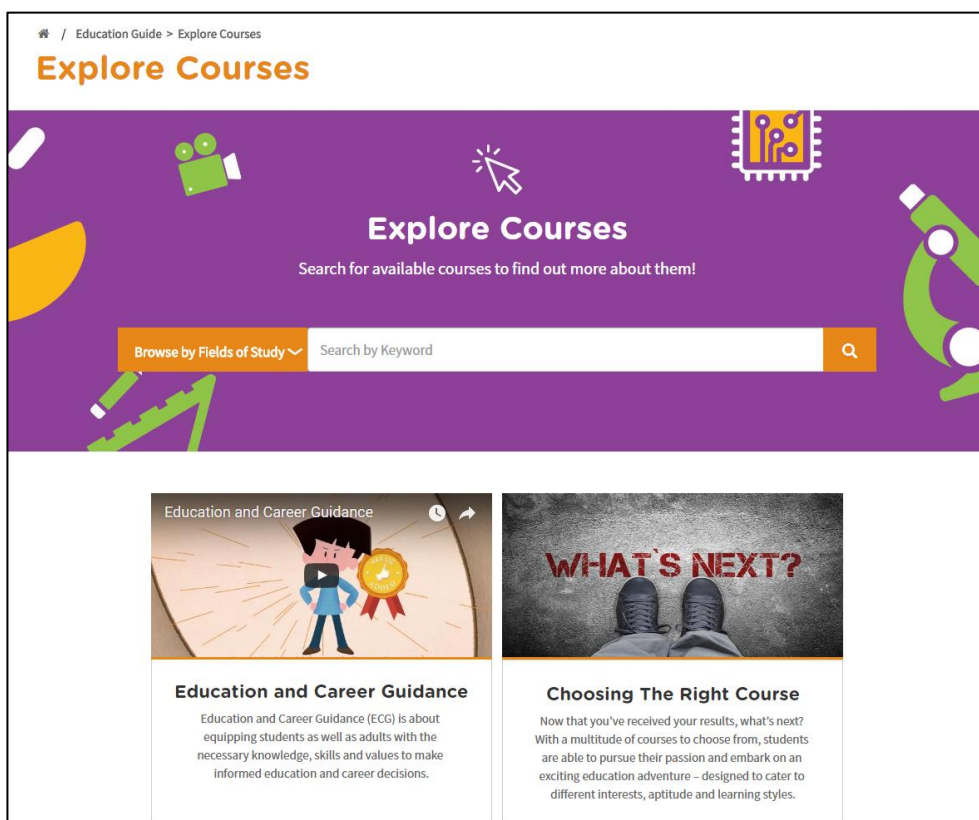 / Education Guide > Explore Courses
Explore Courses
Explore Courses
Search for available courses to find out more about them!
Browse by Fields of Study
Search by Keyword
Education and Career Guidance
WHAT'S NEXT?
Education and Career Guidance
Education and Career Guidance (ECG) is about
equipping students as well as adults with the
necessary knowledge, skills and values to make
informed education and career decisions.
Choosing The Right Course
Now that you've received your results, what's next?
With a multitude of courses to choose from, students
are able to pursue their passion and embark on an
exciting education adventure – designed to cater to
different interests, aptitude and learning styles.